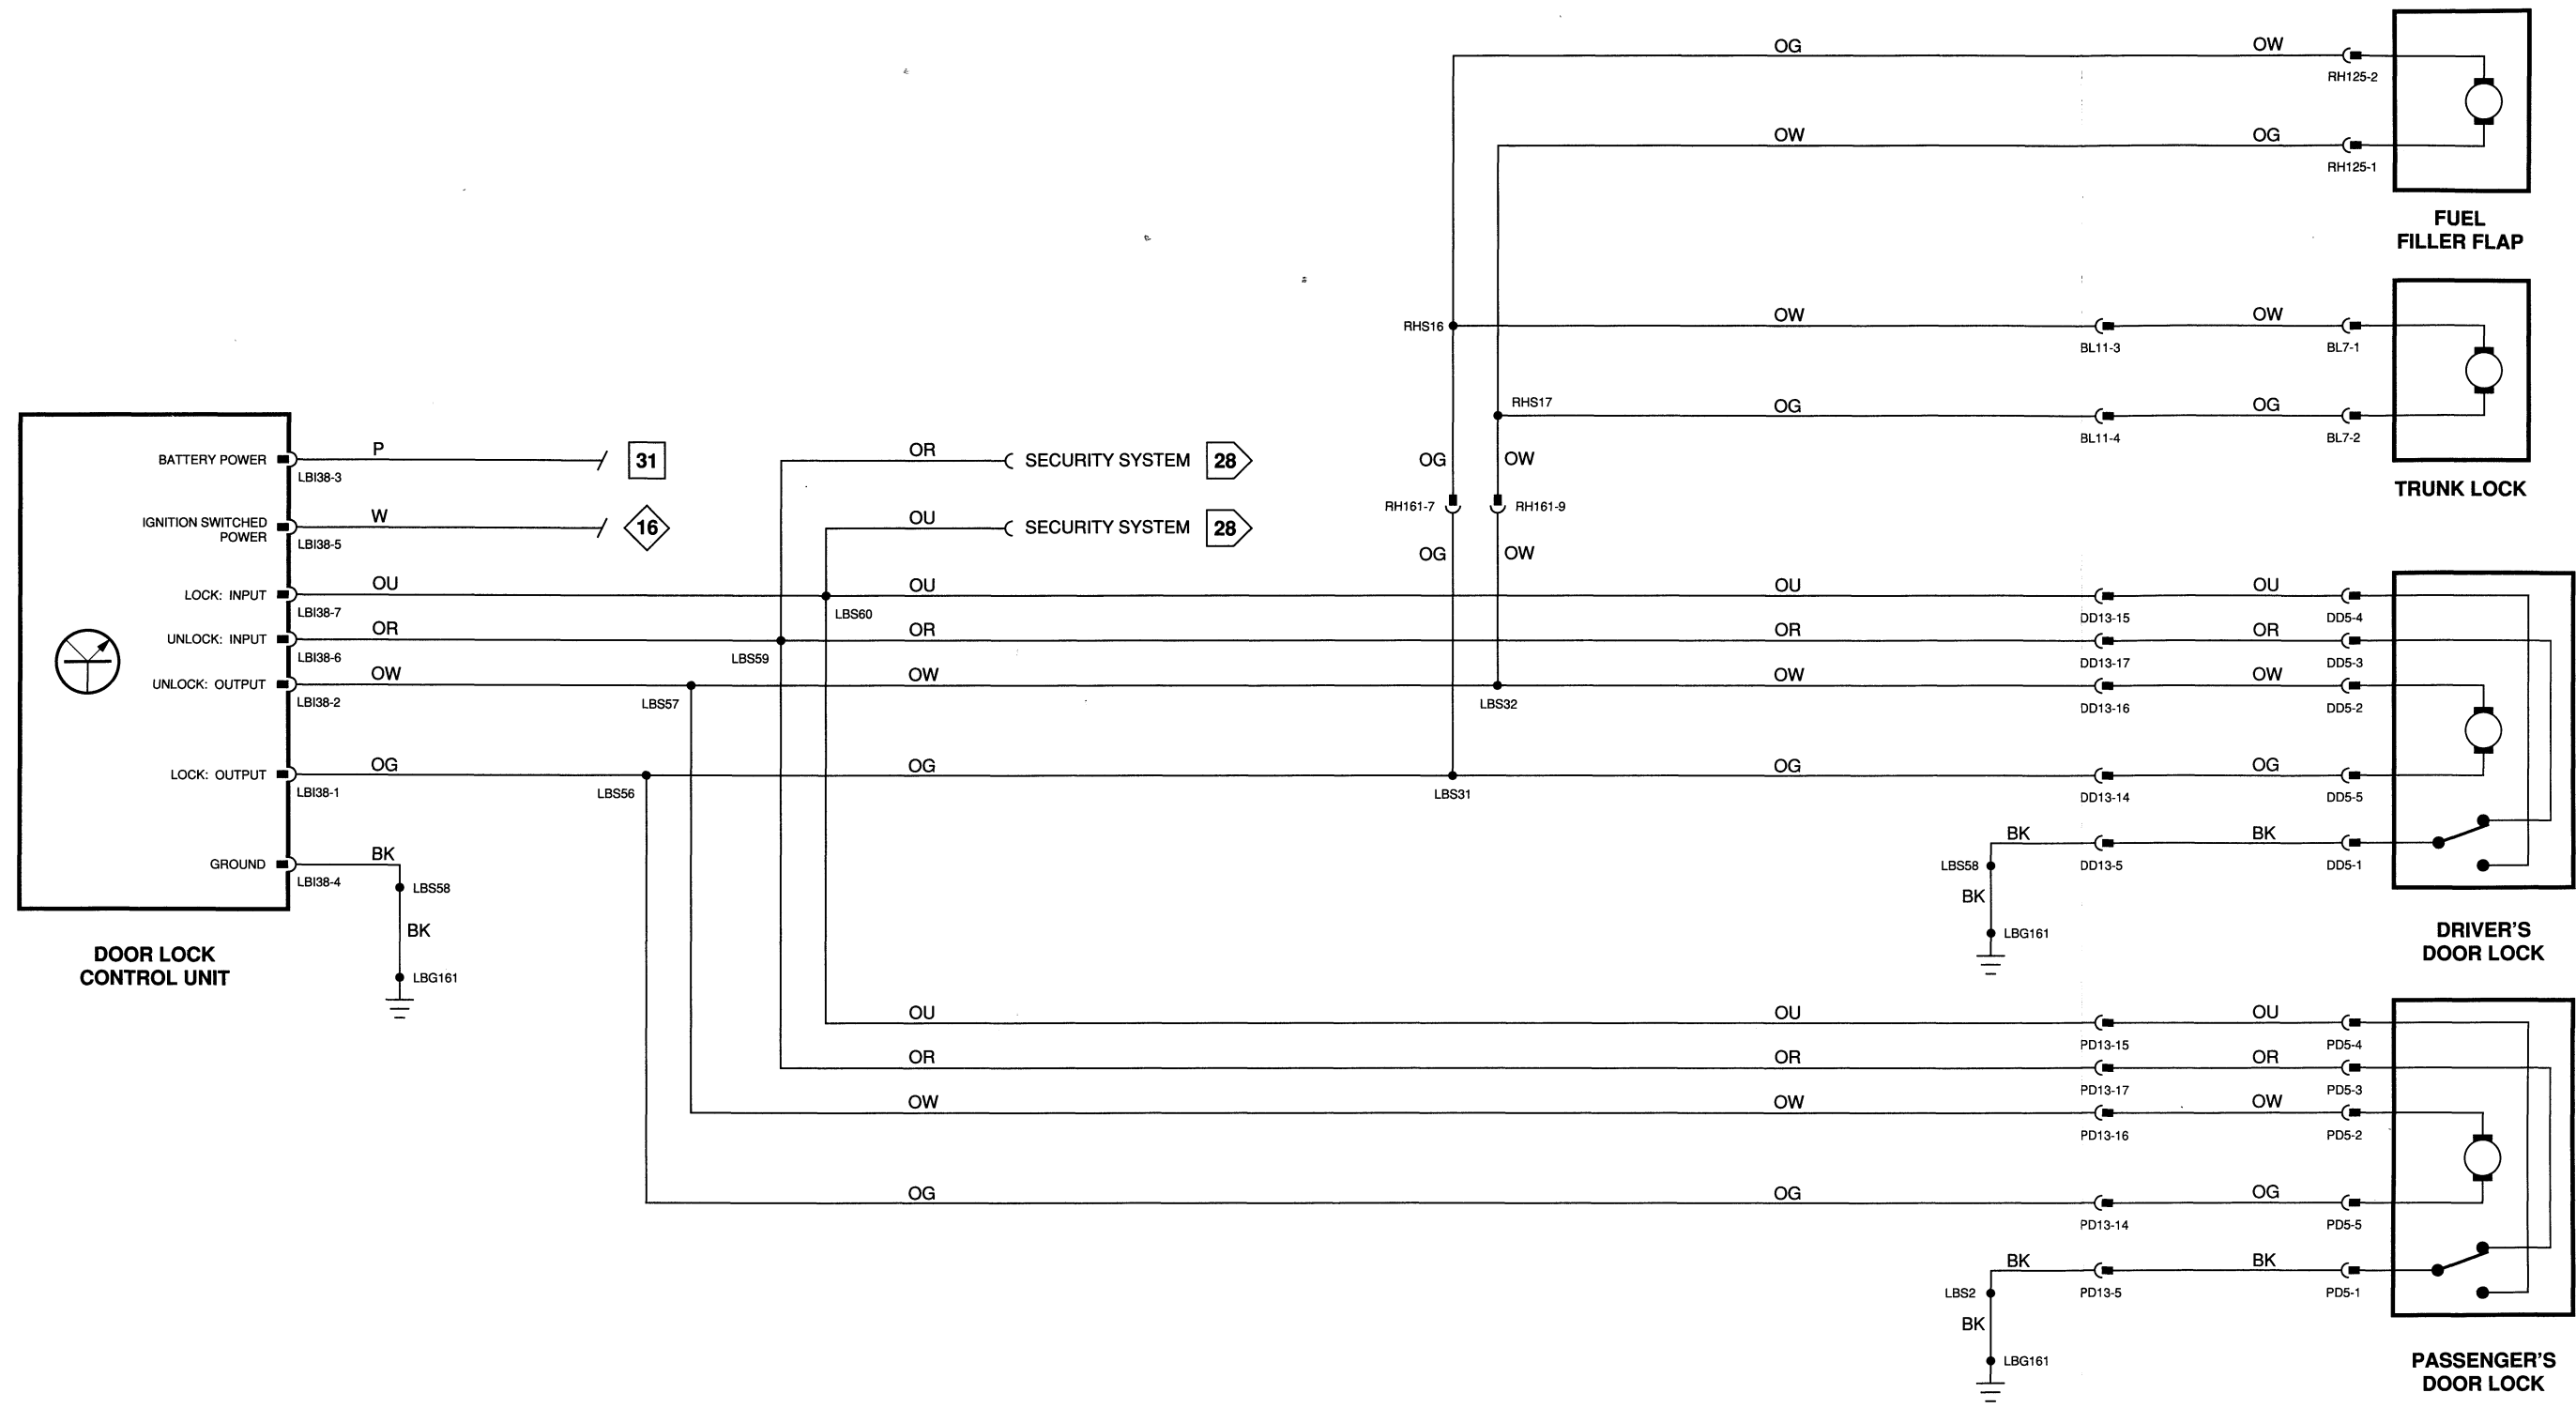 OG OW
RH125-2
OW OG
RH125-1
FUEL
FILLER FLAP
RHS16 OW OW
BL11-3 BL7-1
RHS17 OG OG
BL11-4 BL7-2
TRUNK LOCK
BATTERY POWER P 31
LBI38-3
OR SECURITY SYSTEM 28
OG OW
IGNITION SWITCHED
POWER
W 16
LBI38-5
OU SECURITY SYSTEM 28
RH161-7 RH161-9
OG OW
LOCK: INPUT OU OU OU OU
LBI38-7 LBS60 DD13-15 DD5-4
UNLOCK: INPUT OR OR OR OR
LBI38-6 LBS59 DD13-17 DD5-3
UNLOCK: OUTPUT OW OW OW OW
LBI38-2 LBS57 LBS32 DD13-16 DD5-2
LOCK: OUTPUT OG OG OG OG
LBI38-1 LBS56 LBS31 DD13-14 DD5-5
GROUND BK
LBI38-4
LBS58
BK
LBG161
BK BK
LBS58 DD13-5 DD5-1
BK
LBG161
DOOR LOCK
CONTROL UNIT
DRIVER'S
DOOR LOCK
OU OU OU
PD13-15 PD5-4
OR OR OR
PD13-17 PD5-3
OW OW OW
PD13-16 PD5-2
OG OG OG
PD13-14 PD5-5
BK BK
LBS2 PD13-5 PD5-1
BK
LBG161
PASSENGER'S
DOOR LOCK